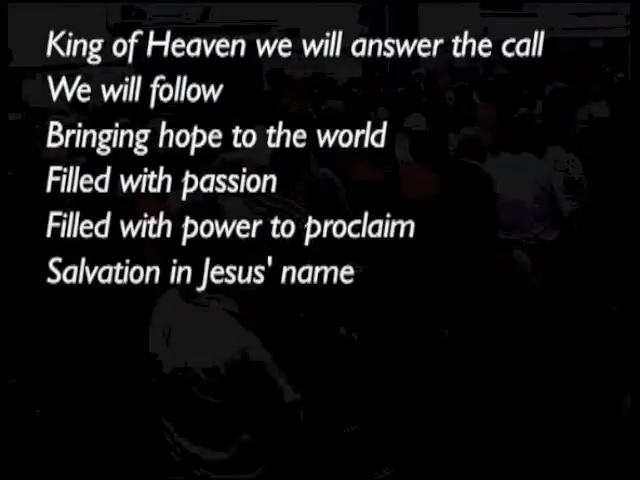 King of Heaven we will answer the call
We will follow
Bringing hope to the world
Filled with passion
Filled with power to proclaim
Salvation in Jesus' name